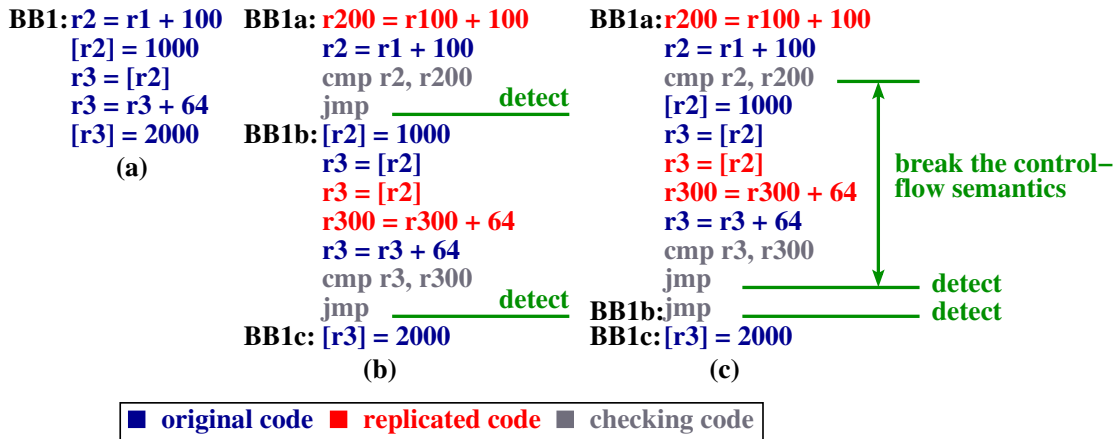 BB1: r2 = r1 + 100
[r2] = 1000
r3 = [r2]
r3 = r3 + 64
[r3] = 2000
(a)
BB1a: r200 = r100 + 100
r2 = r1 + 100
cmp r2, r200
jmp
detect
BB1b: [r2] = 1000
r3 = [r2]
r3 = [r2]
r300 = r300 + 64
r3 = r3 + 64
cmp r3, r300
jmp
detect
BB1c: [r3] = 2000
(b)
BB1a: r200 = r100 + 100
r2 = r1 + 100
cmp r2, r200
[r2] = 1000
r3 = [r2]
r3 = [r2]
r300 = r300 + 64
r3 = r3 + 64
cmp r3, r300
jmp
detect
BB1b: jmp
detect
BB1c: [r3] = 2000
(c)
break the control–
flow semantics
original code replicated code checking code